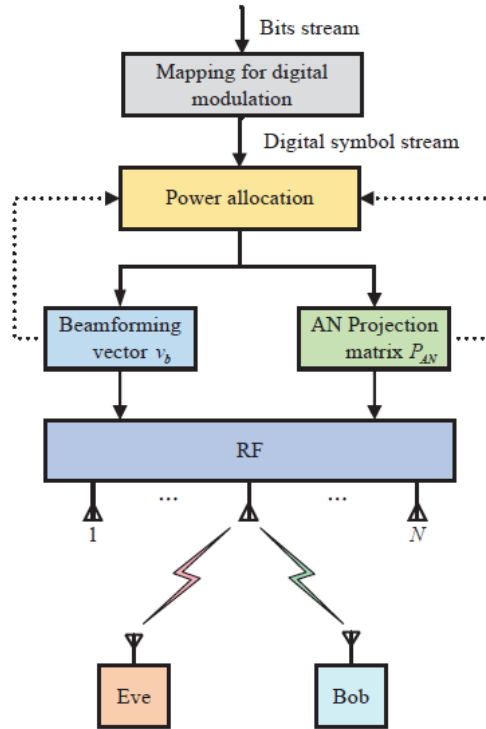 Bits stream
Mapping for digital
modulation
Digital symbol stream
Power allocation
Beamforming
vector v_b
AN Projection
matrix P_AN
RF
... ...
1 N
Eve Bob